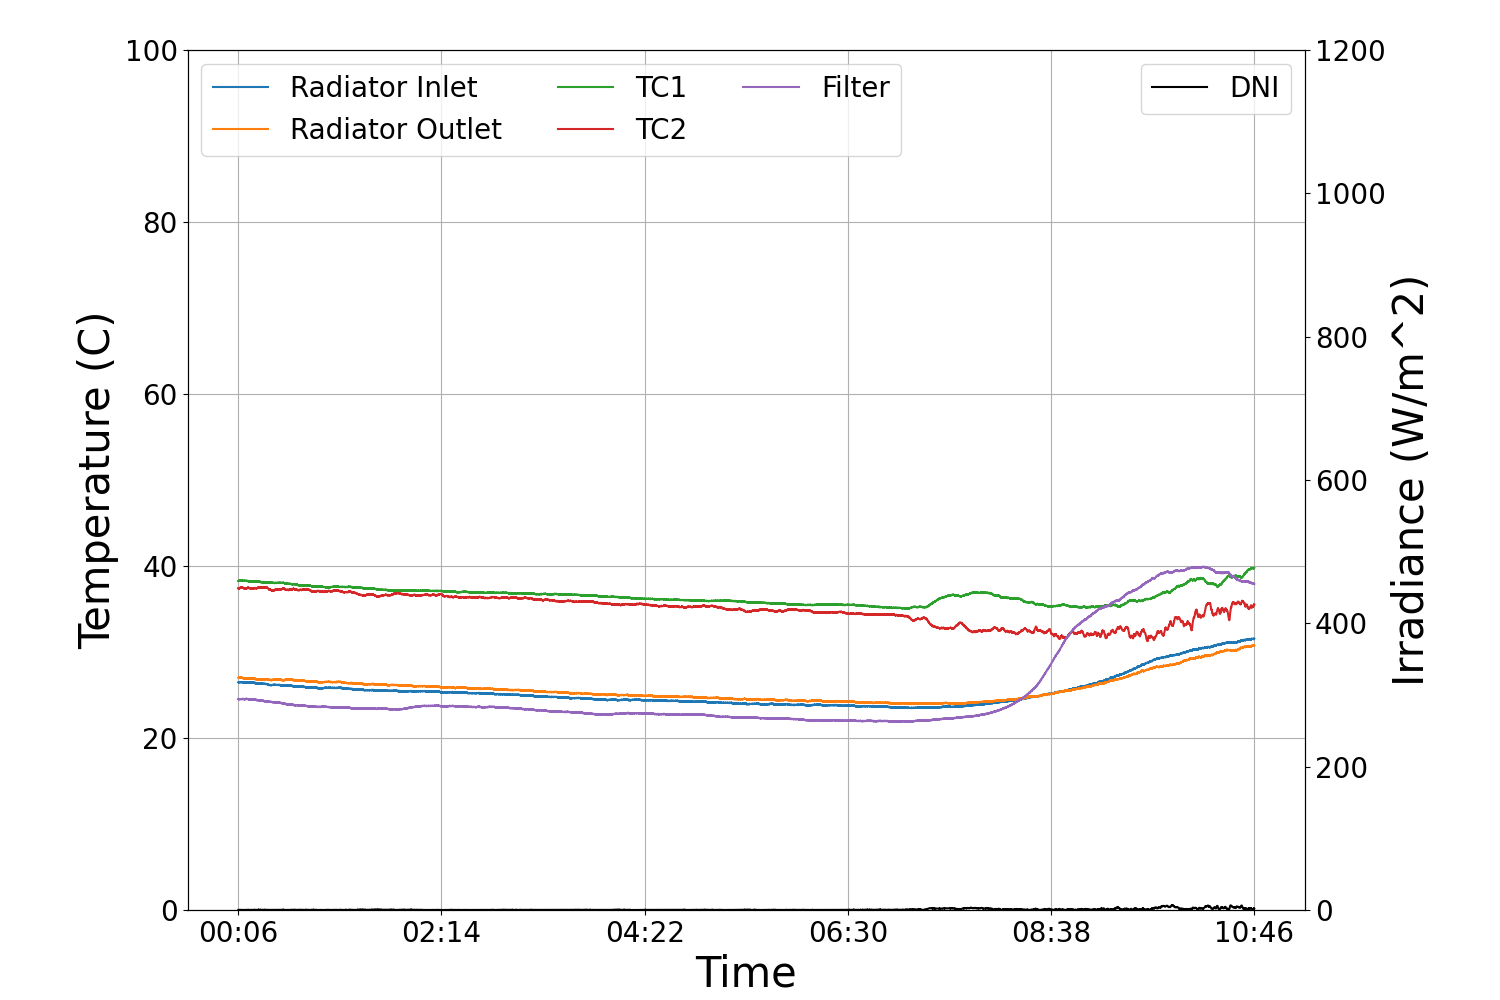 Radiator Inlet
Radiator Outlet
TC1
TC2
Filter
DNI
100
80
60
40
20
0
Temperature (C)
1200
1000
800
600
400
200
0
Irradiance (W/m^2)
00:06 02:14 04:22 06:30 08:38 10:46
Time